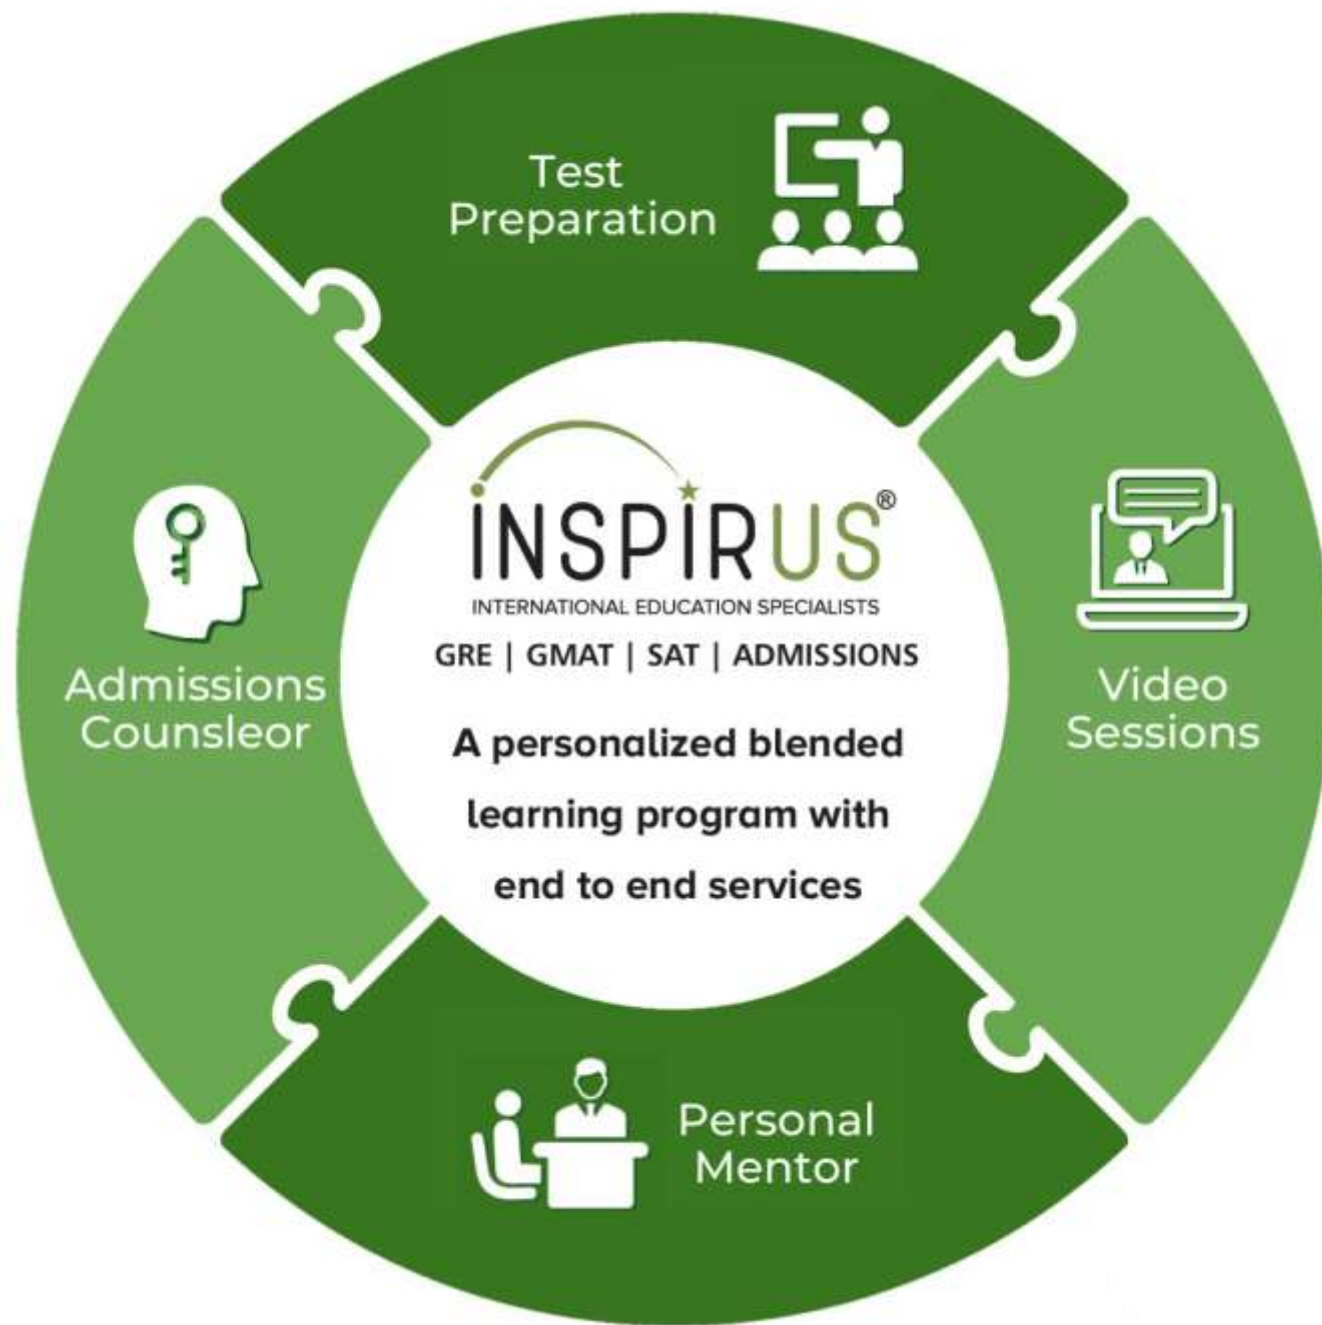 Test
Preparation
Admissions
Counsleor
INSPIRUS®
INTERNATIONAL EDUCATION SPECIALISTS
GRE | GMAT | SAT | ADMISSIONS
A personalized blended
learning program with
end to end services
Video
Sessions
Personal
Mentor